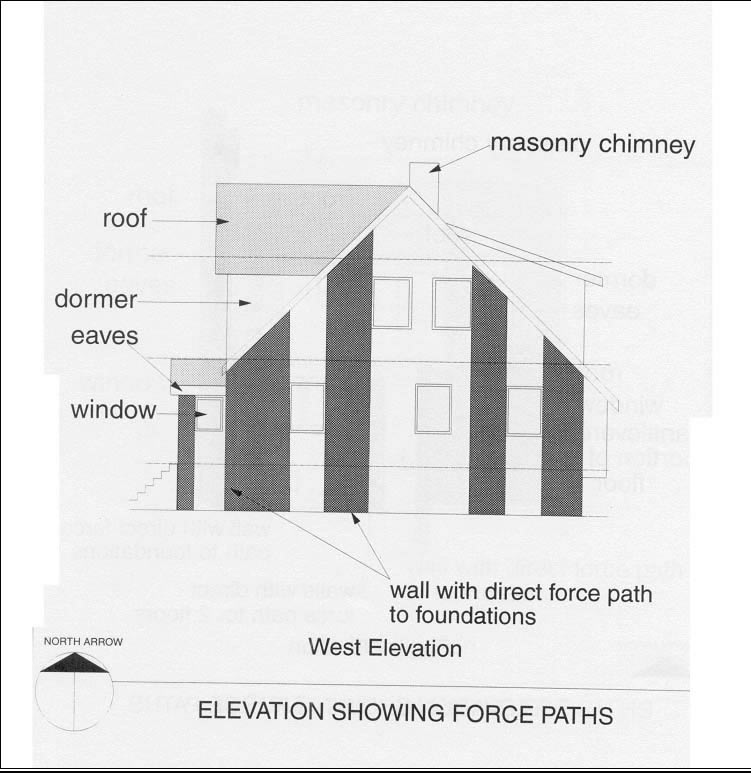 masonry chimney
roof
dormer
eaves
window
wall with direct force path
to foundations
West Elevation
NORTH ARROW
ELEVATION SHOWING FORCE PATHS